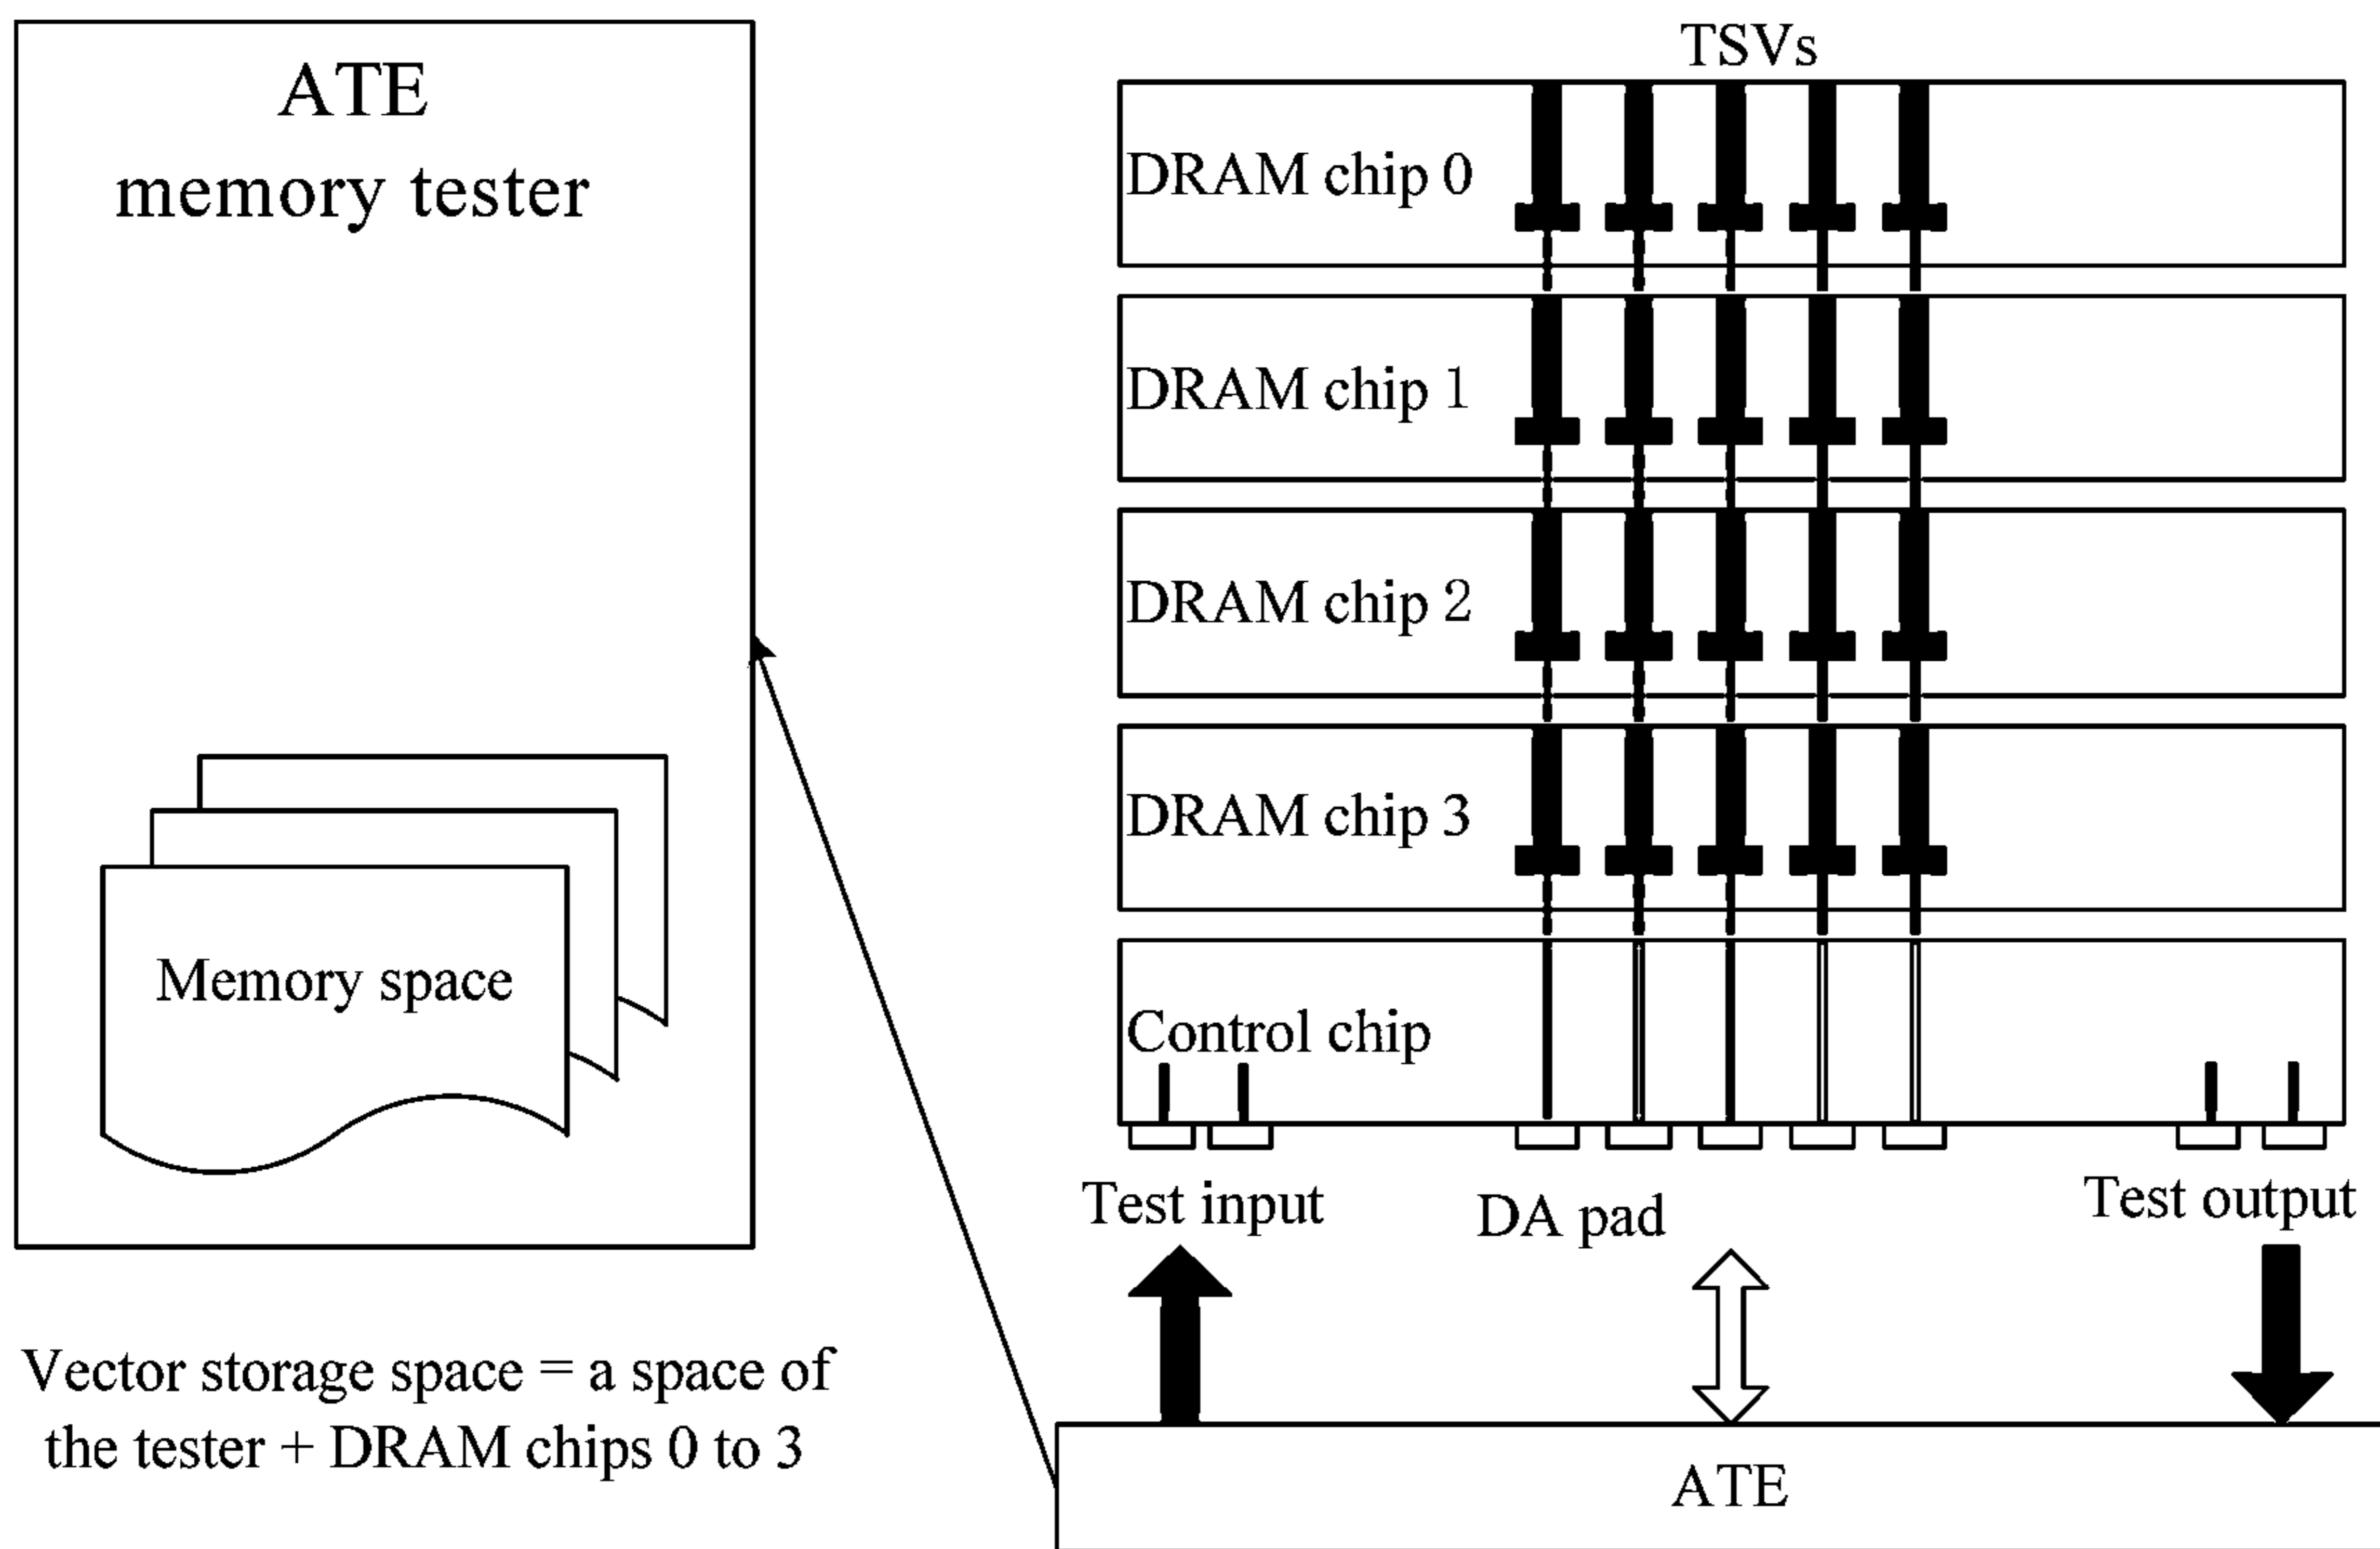 ATE
memory tester
Memory space
Vector storage space = a space of
the tester + DRAM chips 0 to 3
TSVs
DRAM chip 0
DRAM chip 1
DRAM chip 2
DRAM chip 3
Control chip
Test input
DA pad
Test output
ATE